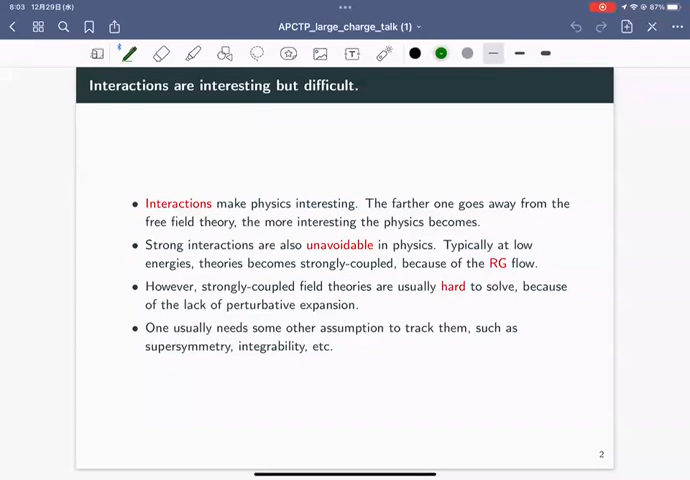 8:03 12月29日(水)
87%
APCTP_large_charge_talk (1)
Interactions are interesting but difficult.
• Interactions make physics interesting. The farther one goes away from the
free field theory, the more interesting the physics becomes.
• Strong interactions are also unavoidable in physics. Typically at low
energies, theories becomes strongly-coupled, because of the RG flow.
• However, strongly-coupled field theories are usually hard to solve, because
of the lack of perturbative expansion.
• One usually needs some other assumption to track them, such as
supersymmetry, integrability, etc.
2